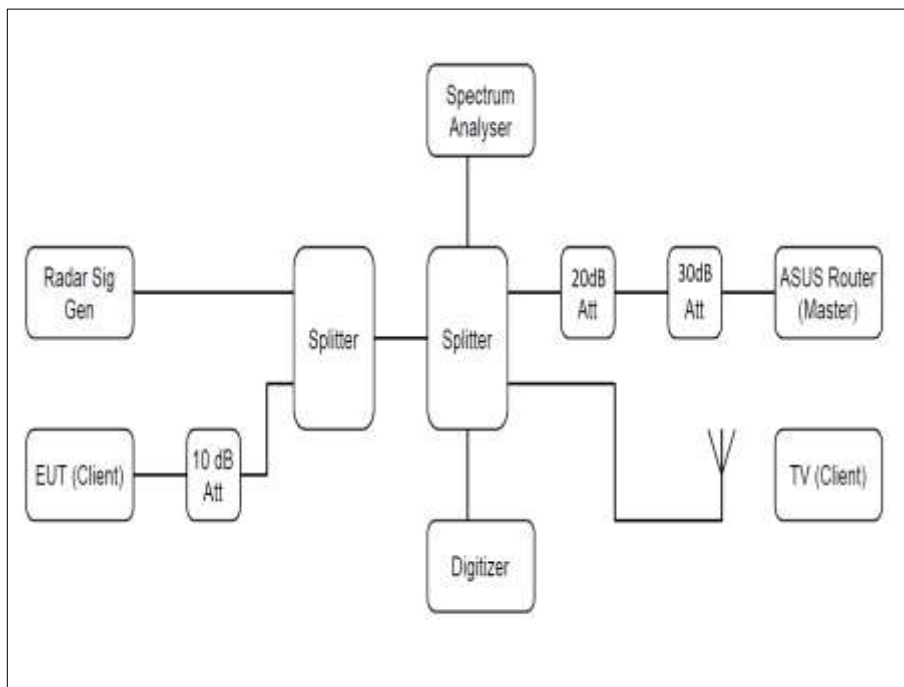 Spectrum
Analyser
Radar Sig
Gen
Splitter
Splitter
20dB
Att
30dB
Att
ASUS Router
(Master)
EUT (Client)
10 dB
Att
TV (Client)
Digitizer